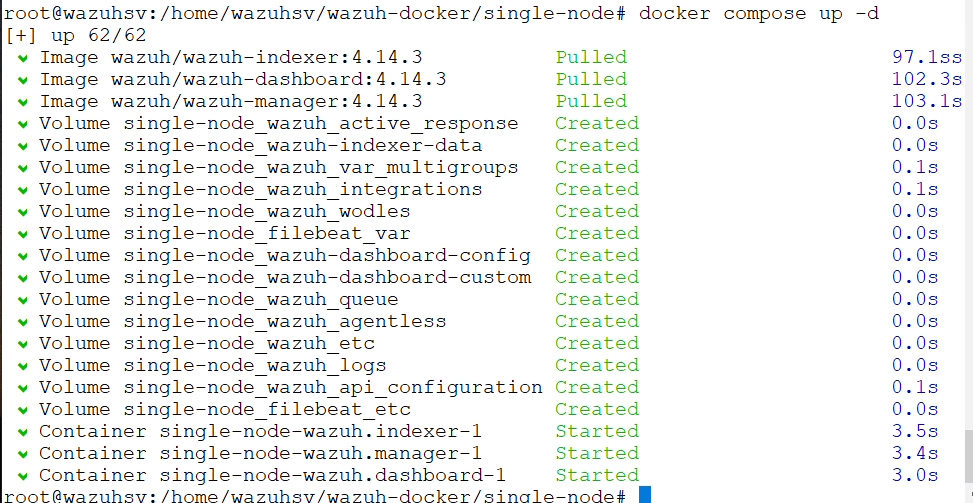 root@wazuhsv:/home/wazuhsv/wazuh-docker/single-node# docker compose up -d
[+] up 62/62
✔ Image wazuh/wazuh-indexer:4.14.3 Pulled 97.1ss
✔ Image wazuh/wazuh-dashboard:4.14.3 Pulled 102.3s
✔ Image wazuh/wazuh-manager:4.14.3 Pulled 103.1s
✔ Volume single-node_wazuh_active_response Created 0.0s
✔ Volume single-node_wazuh-indexer-data Created 0.0s
✔ Volume single-node_wazuh_var_multigroups Created 0.1s
✔ Volume single-node_wazuh_integrations Created 0.1s
✔ Volume single-node_wazuh_wodles Created 0.0s
✔ Volume single-node_filebeat_var Created 0.0s
✔ Volume single-node_wazuh-dashboard-config Created 0.0s
✔ Volume single-node_wazuh-dashboard-custom Created 0.0s
✔ Volume single-node_wazuh_queue Created 0.0s
✔ Volume single-node_wazuh_agentless Created 0.0s
✔ Volume single-node_wazuh_etc Created 0.0s
✔ Volume single-node_wazuh_logs Created 0.0s
✔ Volume single-node_wazuh_api_configuration Created 0.1s
✔ Volume single-node_filebeat_etc Created 0.0s
✔ Container single-node-wazuh.indexer-1 Started 3.5s
✔ Container single-node-wazuh.manager-1 Started 3.4s
✔ Container single-node-wazuh.dashboard-1 Started 3.0s
root@wazuhsv:/home/wazuhsv/wazuh-docker/single-node#